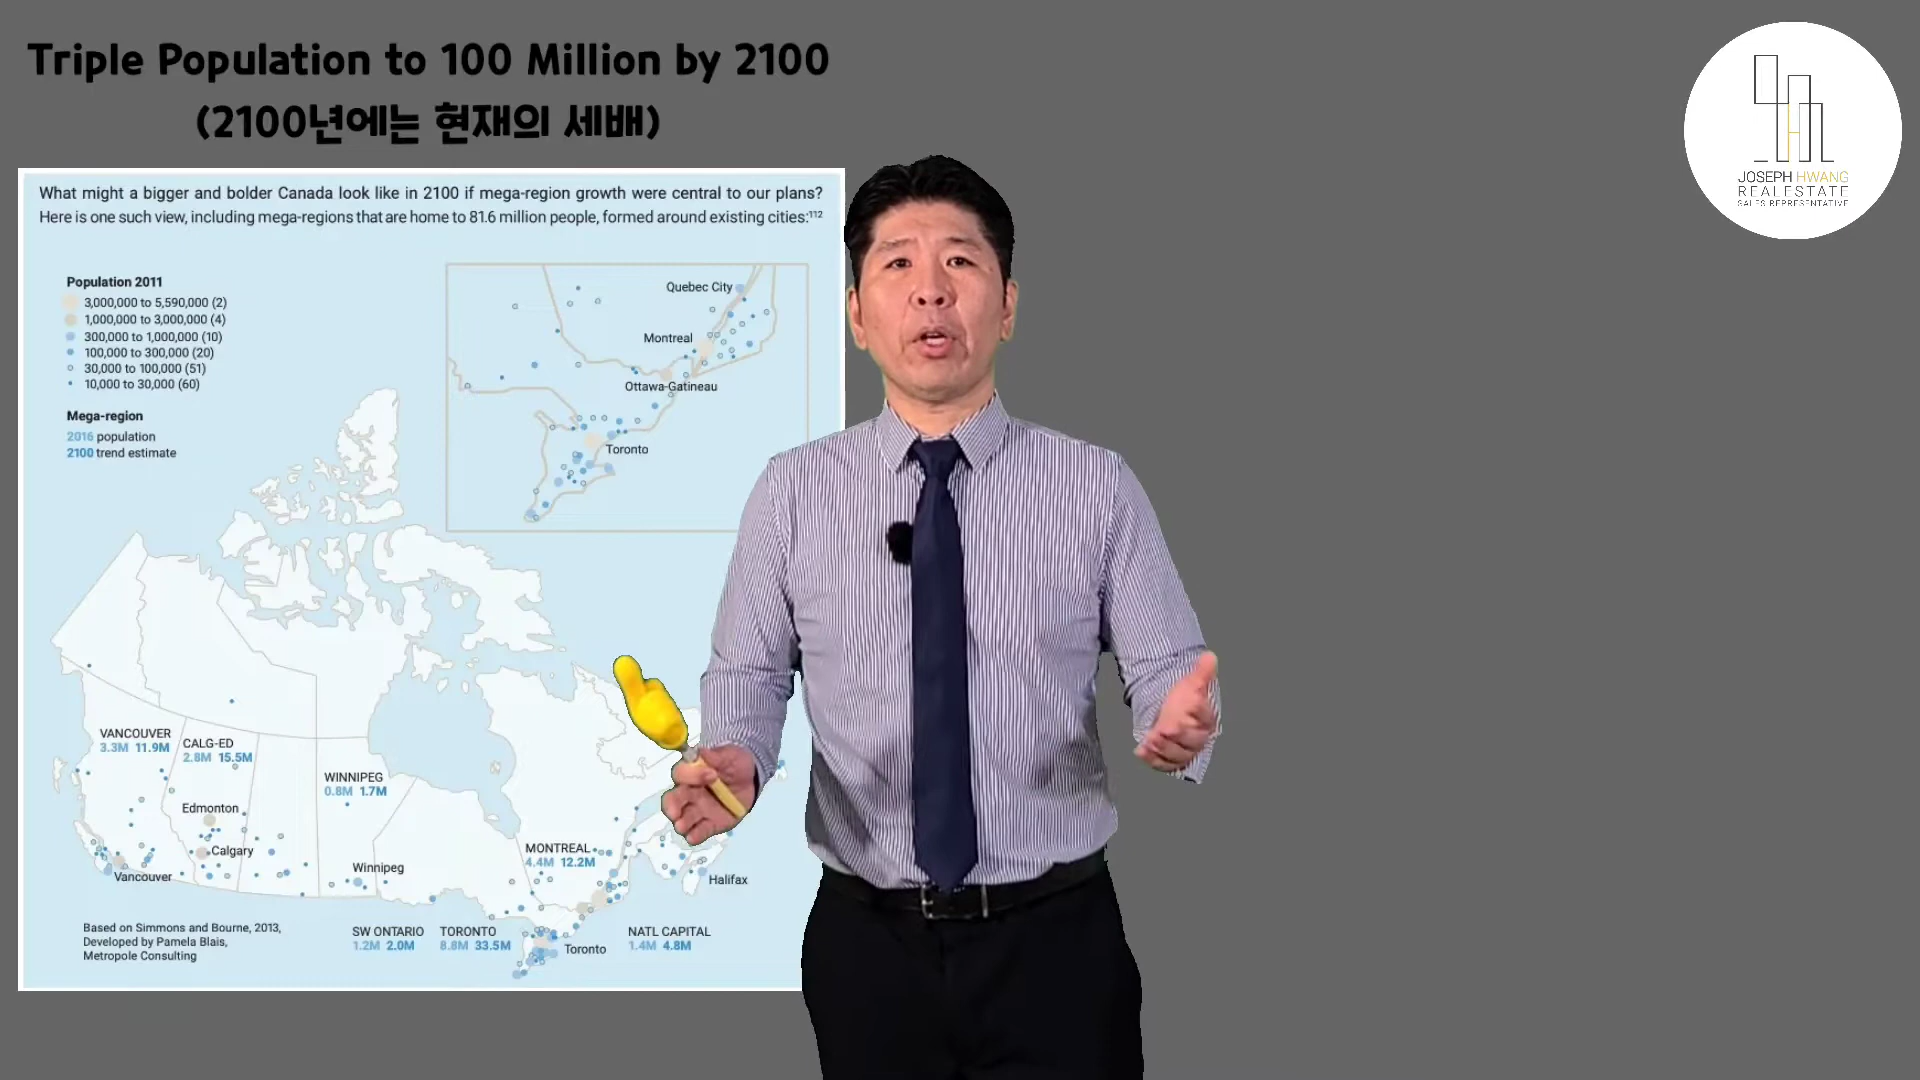 Triple Population to 100 Million by 2100
(2100년에는 현재의 세배)
JOSEPH HWANG
REALESTATE
SALES REPRESENTATIVE
What might a bigger and bolder Canada look like in 2100 if mega-region growth were central to our plans?
Here is one such view, including mega-regions that are home to 81.6 million people, formed around existing cities:¹¹²
Population 2011
3,000,000 to 5,590,000 (2)
1,000,000 to 3,000,000 (4)
300,000 to 1,000,000 (10)
100,000 to 300,000 (20)
30,000 to 100,000 (51)
10,000 to 30,000 (60)
Mega-region
2016 population
2100 trend estimate
Quebec City
Montreal
Ottawa-Gatineau
Toronto
VANCOUVER
3.3M 11.9M
CALG-ED
2.8M 15.5M
WINNIPEG
0.8M 1.7M
Edmonton
Calgary
Vancouver
Winnipeg
MONTREAL
4.4M 12.2M
Halifax
Based on Simmons and Bourne, 2013,
Developed by Pamela Blais,
Metropole Consulting
SW ONTARIO
1.2M 2.0M
TORONTO
8.8M 33.5M
Toronto
NATL CAPITAL
1.4M 4.8M